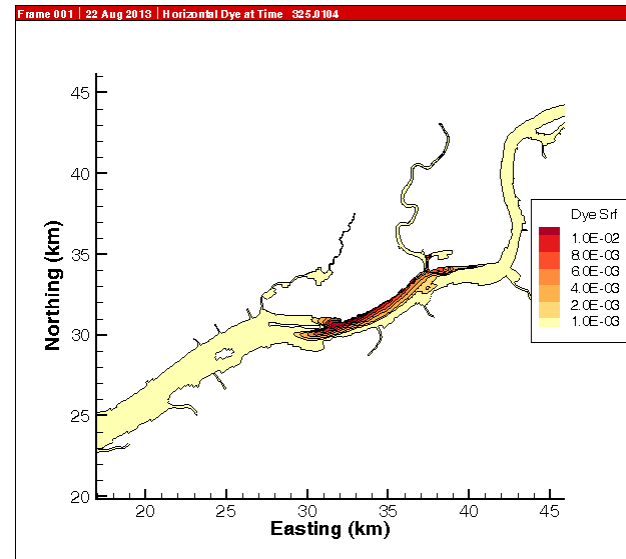 Frame 001 | 22 Aug 2013 | Horizontal Dye at Time 325.0104
45
40
Northing (km)
35
30
25
20
Dye Srf
1.0E-02
8.0E-03
6.0E-03
4.0E-03
2.0E-03
1.0E-03
20 25 30 35 40 45
Easting (km)